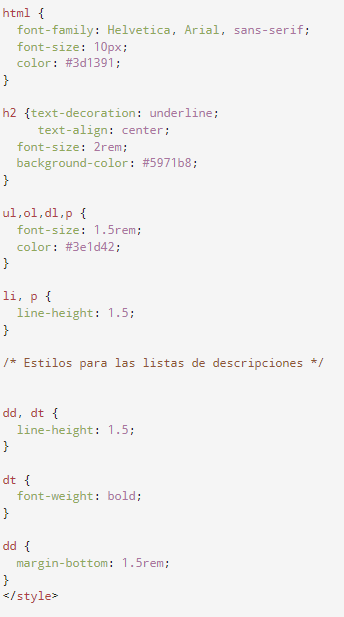 html {
font-family: Helvetica, Arial, sans-serif;
font-size: 10px;
color: #3d1391;
}
h2 {text-decoration: underline;
text-align: center;
font-size: 2rem;
background-color: #5971b8;
}
ul,ol,dl,p {
font-size: 1.5rem;
color: #3e1d42;
}
li, p {
line-height: 1.5;
}
/* Estilos para las listas de descripciones */
dd, dt {
line-height: 1.5;
}
dt {
font-weight: bold;
}
dd {
margin-bottom: 1.5rem;
}
</style>